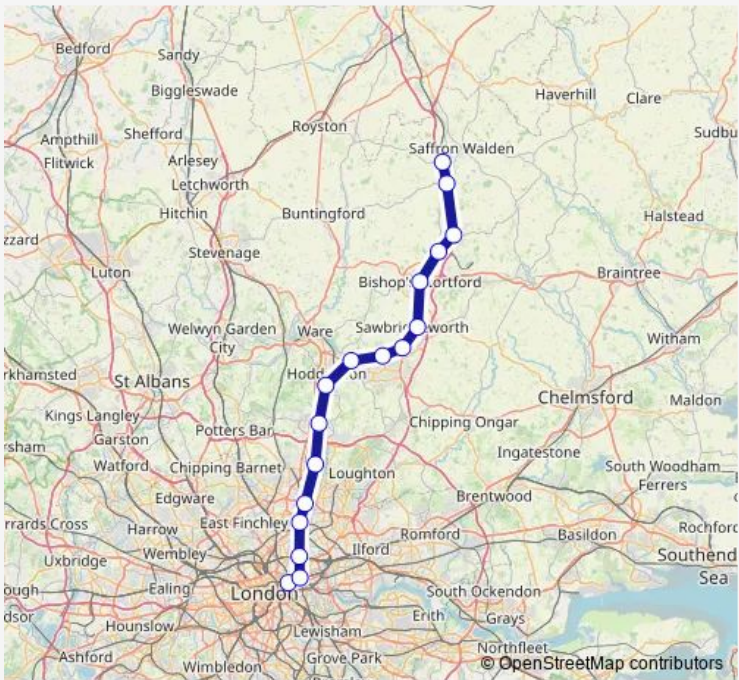 Bedford
Sandy
Biggleswade
Haverhill
Clare
Royston
Ampthill
Shefford
Flitwick
Arlesey
Saffron Walden
Sudbu
Letchworth
Hitchin
Buntingford
Halstead
zzard
Stevenage
Luton
Braintree
Welwyn Garden
City
Ware
Witham
rkhamsted
St Albans
Chelmsford
Maldon
Kings Langley
Potters Bar
Chipping Ongar
Garston
rsham
Watford
Chipping Barnet
Loughton
Ingatestone
South Woodham
Ferrers
Edgware
Brentwood
rrards Cross
Harrow
East Finchley
Romford
Basildon
Rochford
Wembley
Ilford
Southend
Sea
Uxbridge
ough
Ealing
London
South Ockendon
dsor
Hounslow
Erith
Grays
Lewisham
Ashford
Wimbledon
Grove Park
Northfleet
© OpenStreetMap contributors